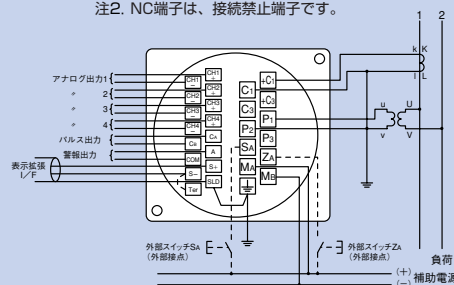 注2. NC端子は、接続禁止端子です。
1 2
k K
l L
アナログ出力1
〃 2
〃 3
〃 4
パルス出力
警報出力
表示拡張
I/F
CH1
−
CH1
+
CH2
−
CH2
+
CH3
−
CH3
+
CH4
−
CH4
+
CB
CA
COM
A
S−
S+
Ter
SLD
C1
+C1
C3
+C3
P2
P1
SA
P3
MA
ZA
MB
u U
v V
外部スイッチSA
（外部接点）
外部スイッチZA
（外部接点）
負荷
（+）
補助電源
（−）